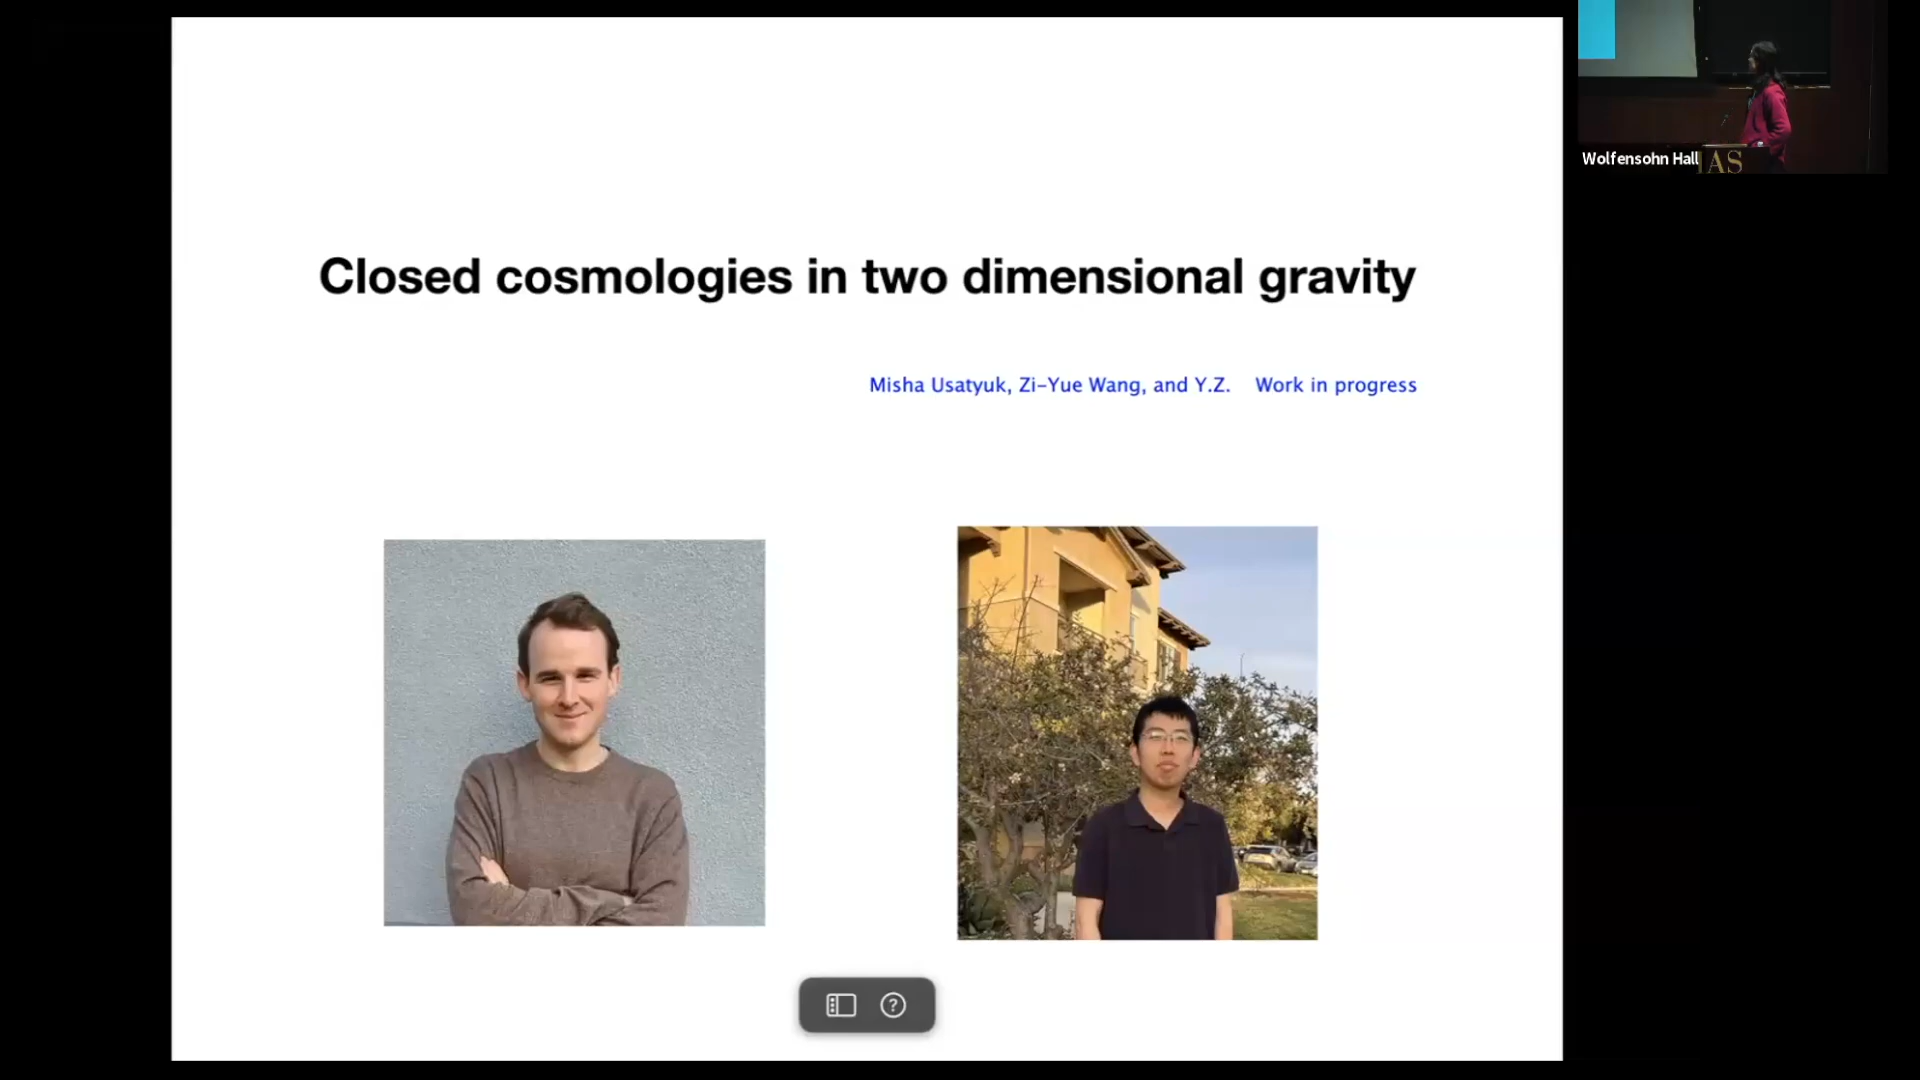 Closed cosmologies in two dimensional gravity
Misha Usatyuk, Zi-Yue Wang, and Y.Z. Work in progress
Wolfensohn Hall
IAS
?